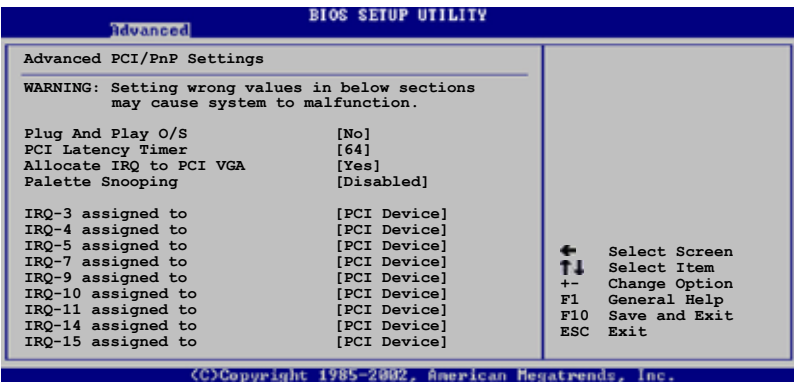 BIOS SETUP UTILITY
Advanced
Advanced PCI/PnP Settings
WARNING: Setting wrong values in below sections
may cause system to malfunction.
Plug And Play O/S [No]
PCI Latency Timer [64]
Allocate IRQ to PCI VGA [Yes]
Palette Snooping [Disabled]
IRQ-3 assigned to [PCI Device]
IRQ-4 assigned to [PCI Device]
IRQ-5 assigned to [PCI Device]
IRQ-7 assigned to [PCI Device]
IRQ-9 assigned to [PCI Device]
IRQ-10 assigned to [PCI Device]
IRQ-11 assigned to [PCI Device]
IRQ-14 assigned to [PCI Device]
IRQ-15 assigned to [PCI Device]
← Select Screen
↑↓ Select Item
+- Change Option
F1 General Help
F10 Save and Exit
ESC Exit
(C)Copyright 1985-2002, American Megatrends, Inc.